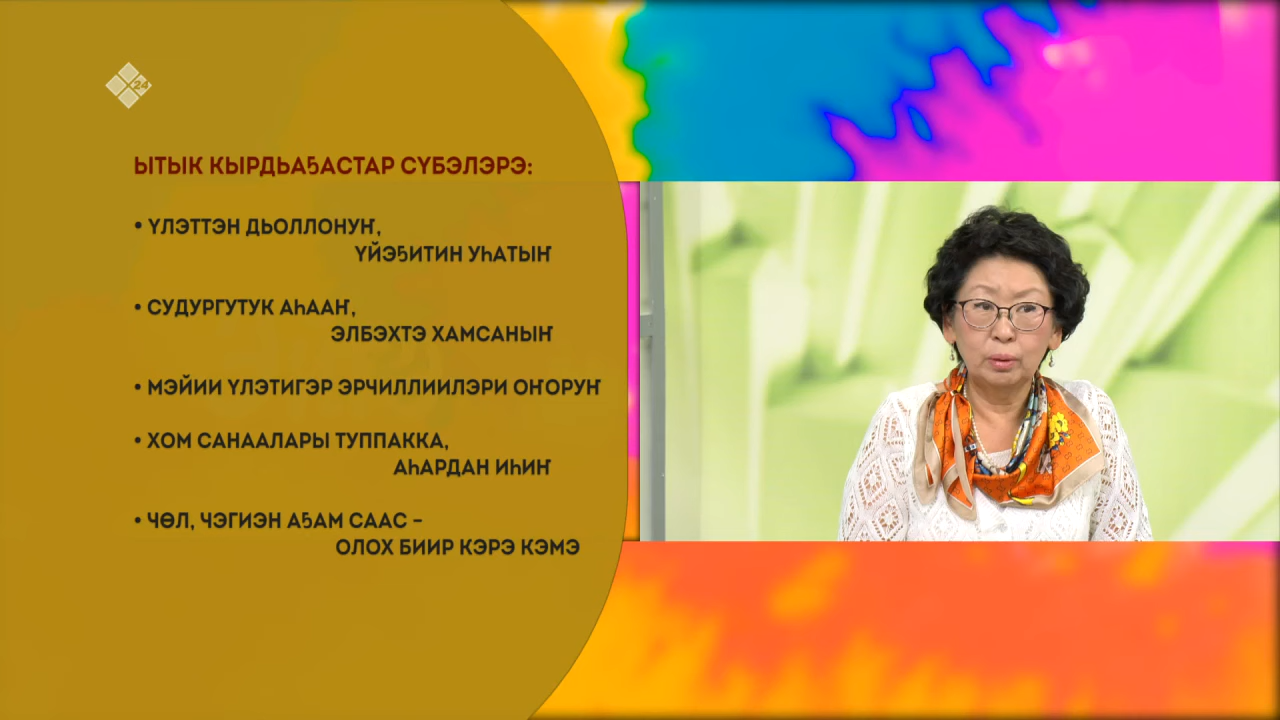 24
ЫТЫК КЫРДЬАҔАСТАР СҮБЭЛЭРЭ:
• ҮЛЭТТЭН ДЬОЛЛОНУҤ,
ҮЙЭҔИТИН УҺАТЫҤ
• СУДУРГУТУК АҺААҤ,
ЭЛБЭХТЭ ХАМСАНЫҤ
• МЭЙИИ ҮЛЭТИГЭР ЭРЧИЛЛИИЛЭРИ ОҤОРУҤ
• ХОМ САНААЛАРЫ ТУППАККА,
АҺАРДАН ИҺИҤ
• ЧӨЛ, ЧЭГИЭН АҔАМ СААС –
ОЛОХ БИИР КЭРЭ КЭМЭ